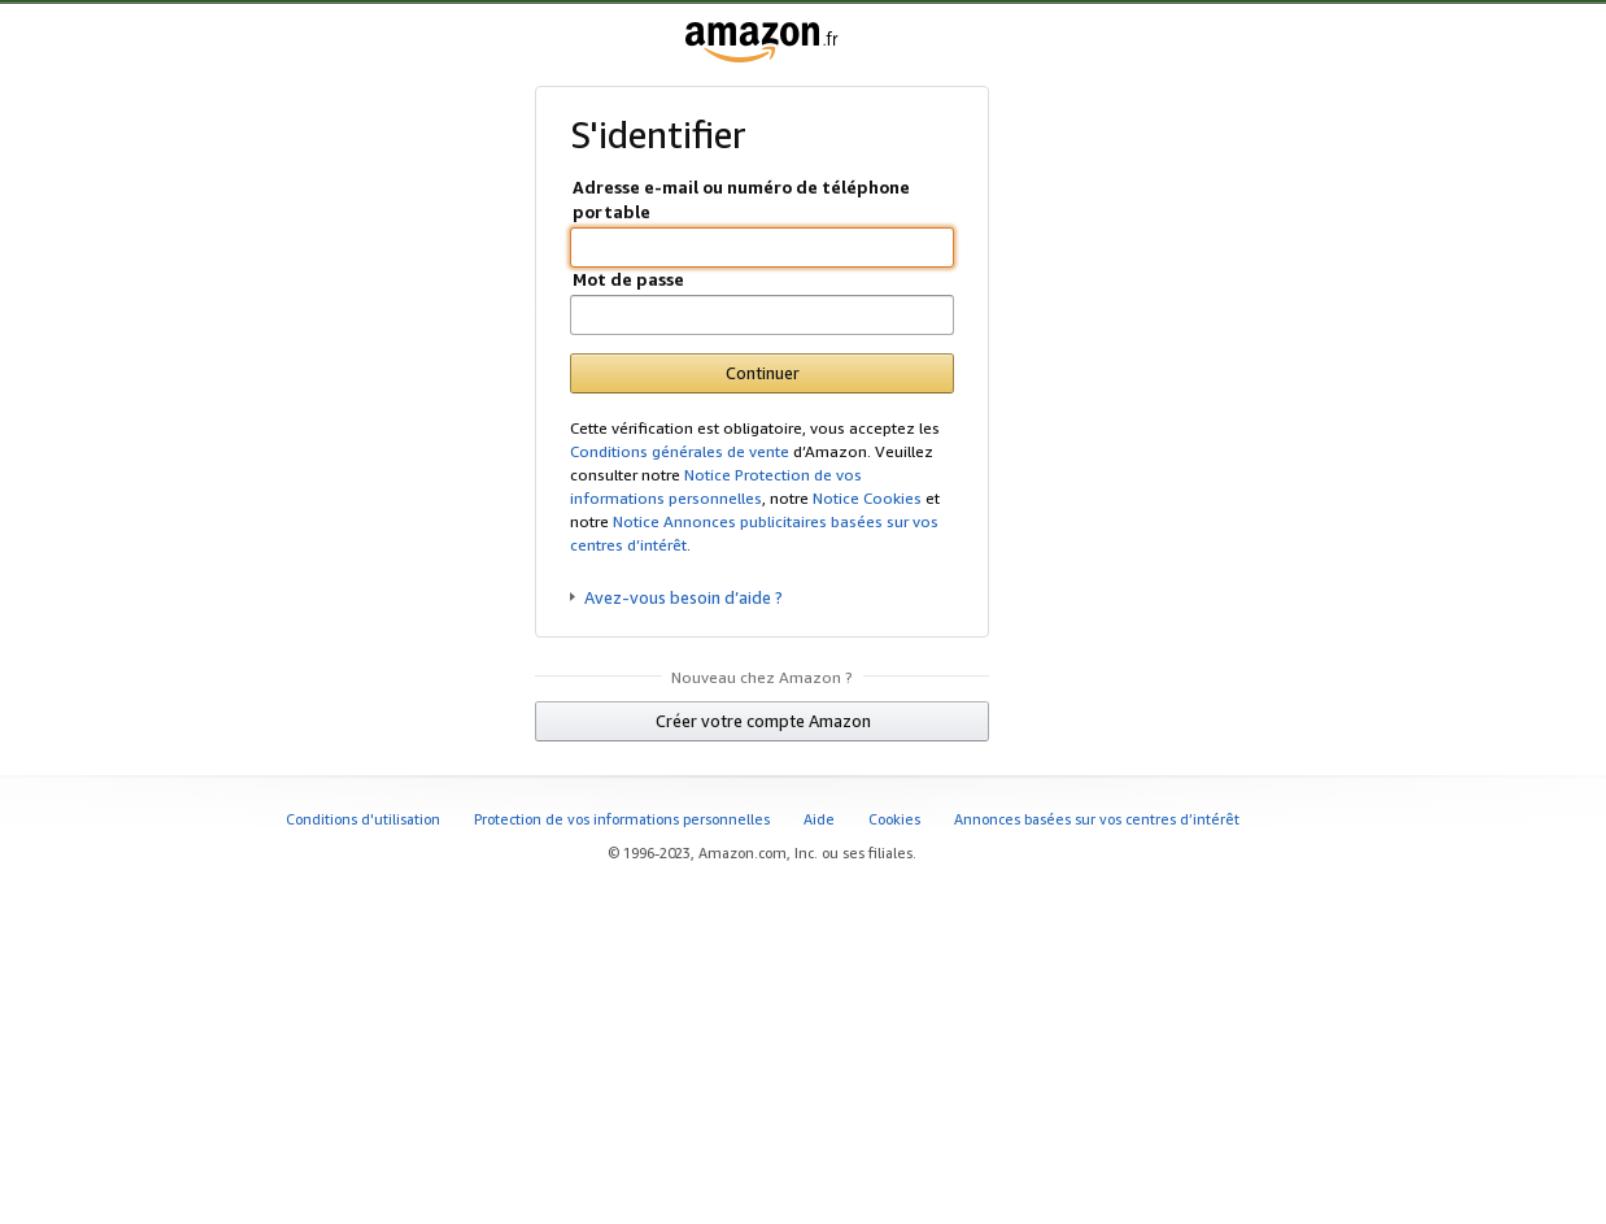 amazon.fr
S'identifier
Adresse e-mail ou numéro de téléphone
portable
Mot de passe
Continuer
Cette vérification est obligatoire, vous acceptez les
Conditions générales de vente d’Amazon. Veuillez
consulter notre Notice Protection de vos
informations personnelles, notre Notice Cookies et
notre Notice Annonces publicitaires basées sur vos
centres d’intérêt.
Avez-vous besoin d’aide ?
Nouveau chez Amazon ?
Créer votre compte Amazon
Conditions d'utilisation Protection de vos informations personnelles Aide Cookies Annonces basées sur vos centres d’intérêt
© 1996-2023, Amazon.com, Inc. ou ses filiales.